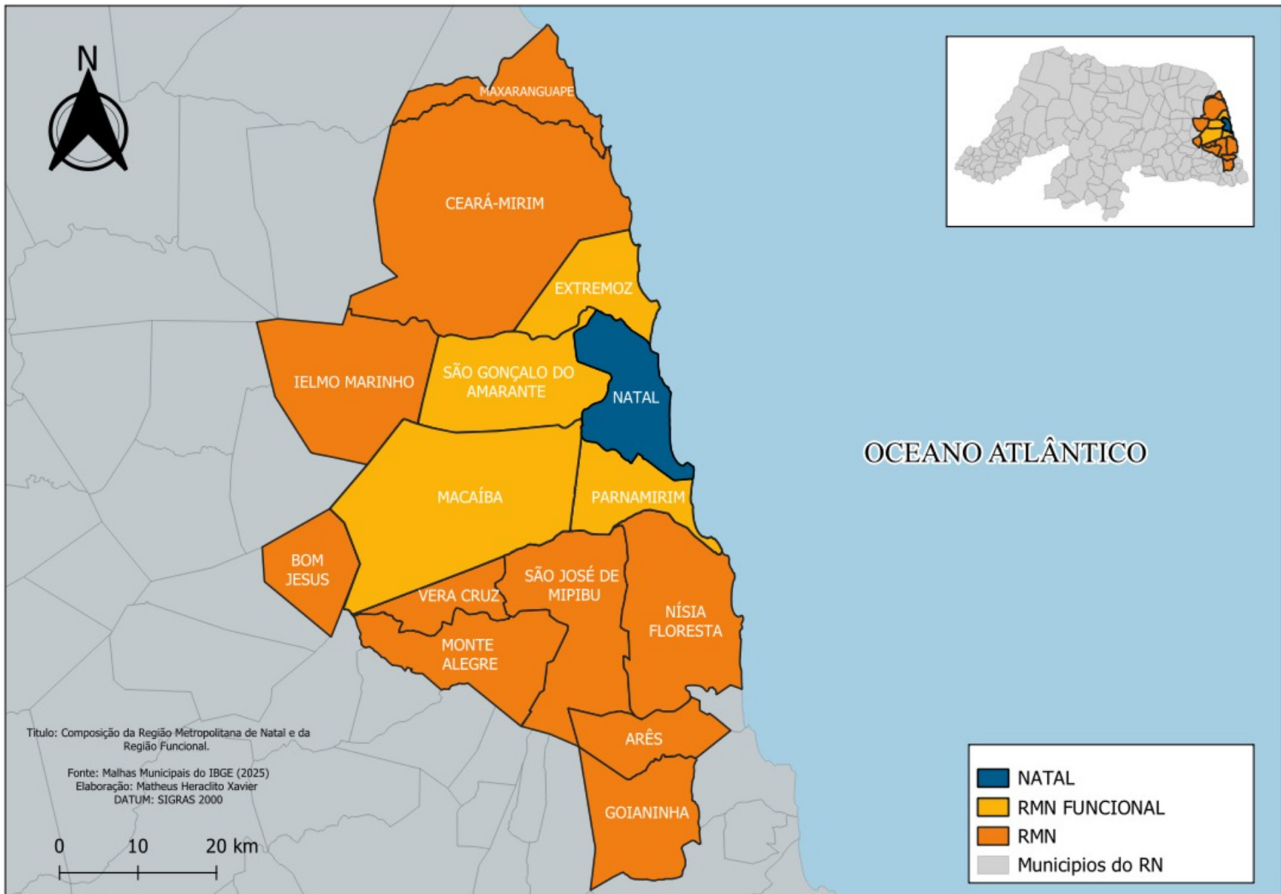 N
MAXARANGUAPE
CEARÁ-MIRIM
EXTREMOZ
IELMO MARINHO
SÃO GONÇALO DO
AMARANTE
NATAL
OCEANO ATLÂNTICO
MACAÍBA
PARNAMIRIM
BOM
JESUS
VERA CRUZ
SÃO JOSÉ DE
MIPIBU
NÍSIA
FLORESTA
MONTE
ALEGRE
ARÊS
GOIANINHA
Titulo: Composição da Região Metropolitana de Natal e da
Região Funcional.
Fonte: Malhas Municipais do IBGE (2025)
Elaboração: Matheus Heraclito Xavier
DATUM: SIGRAS 2000
0 10 20 km
NATAL
RMN FUNCIONAL
RMN
Municipios do RN